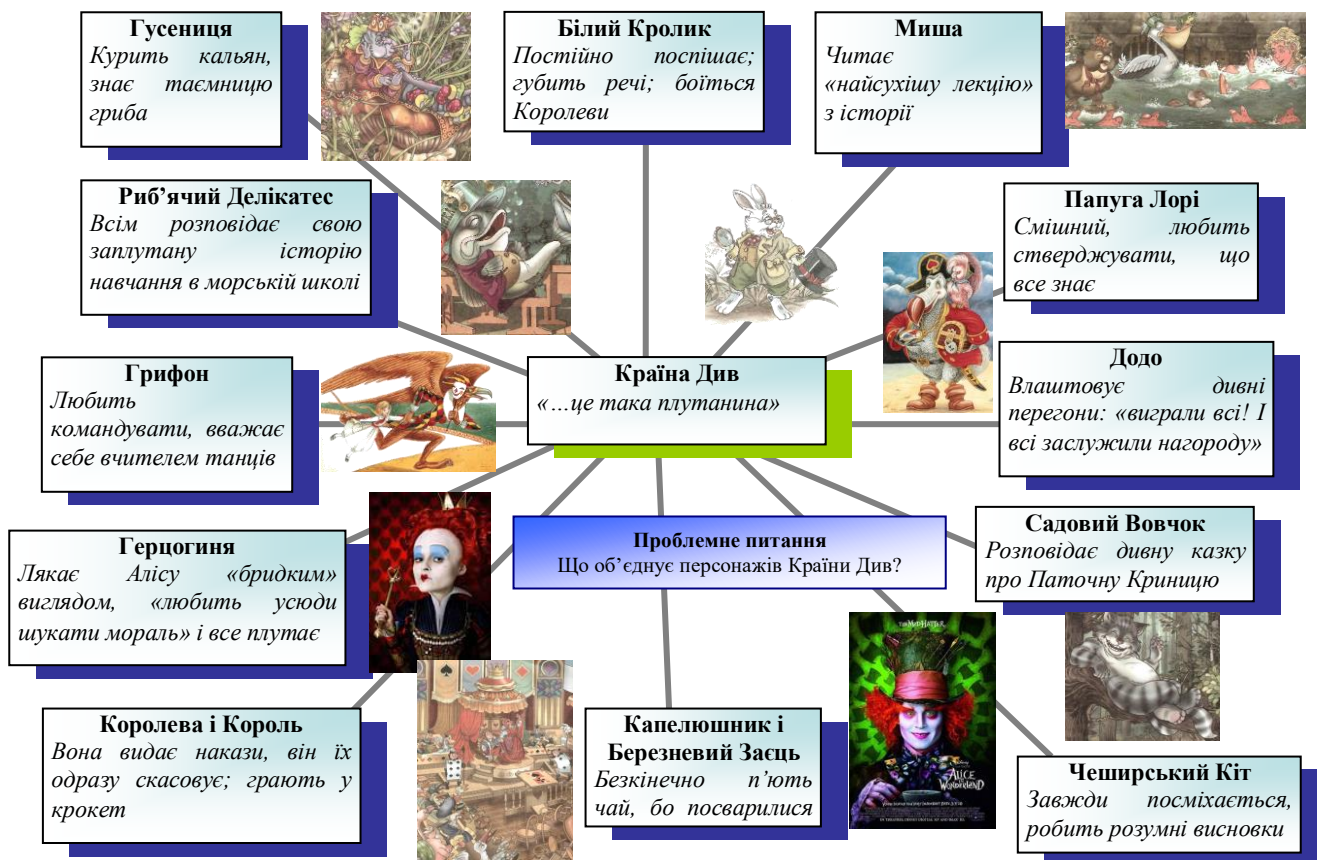 Гусениця
Курить кальян,
знає таємницю
гриба
Білий Кролик
Постійно поспішає;
губить речі; боїться
Королеви
Миша
Читає
«найсухішу лекцію»
з історії
Риб’ячий Делікатес
Всім розповідає свою
заплутану історію
навчання в морській школі
Папуга Лорі
Смішний, любить
стверджувати, що
все знає
Грифон
Любить
командувати, вважає
себе вчителем танців
Країна Див
«…це така плутанина»
Додо
Влаштовує дивні
перегони: «виграли всі! І
всі заслужили нагороду»
Герцогиня
Лякає Алісу «бридким»
виглядом, «любить усюди
шукати мораль» і все плутає
Проблемне питання
Що об’єднує персонажів Країни Див?
Садовий Вовчок
Розповідає дивну казку
про Паточну Криницю
Королева і Король
Вона видає накази, він їх
одразу скасовує; грають у
крокет
Капелюшник і
Березневий Заєць
Безкінечно п’ють
чай, бо посварилися
THE MAD HATTER
ALICE
IN
WONDERLAND
Чеширський Кіт
Завжди посміхається,
робить розумні висновки